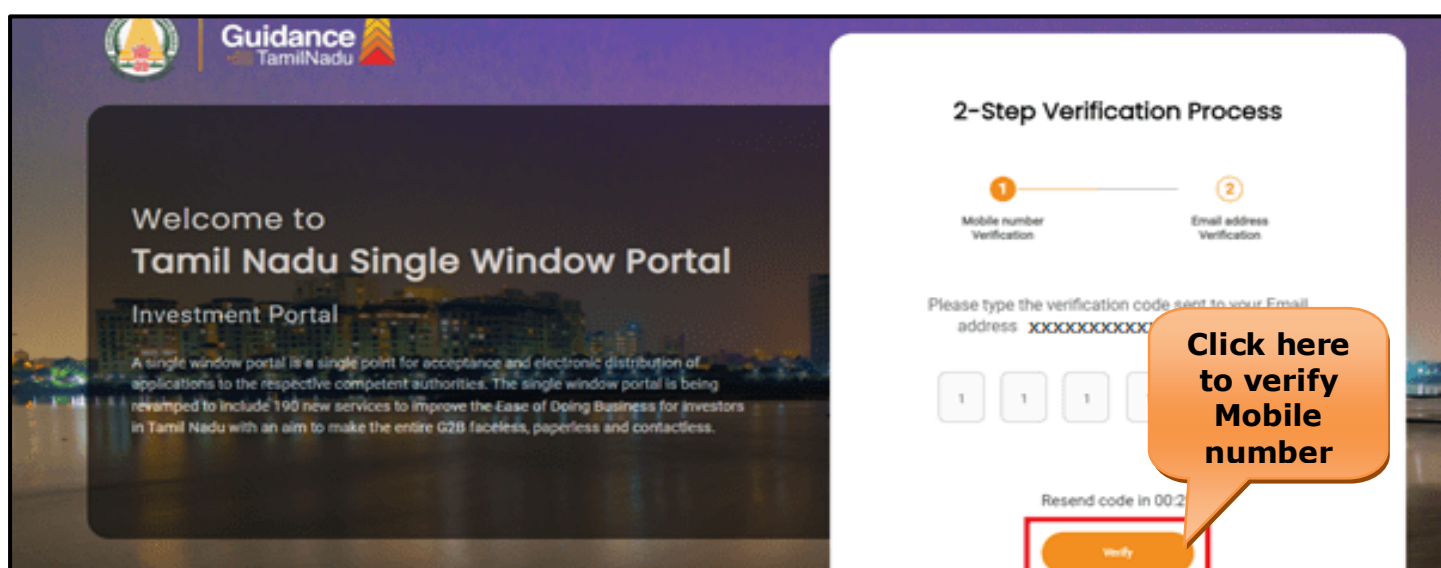 Guidance
TamilNadu
Welcome to
Tamil Nadu Single Window Portal
Investment Portal
A single window portal is a single point for acceptance and electronic distribution of
applications to the respective competent authorities. The single window portal is being
revamped to include 190 new services to improve the Ease of Doing Business for investors
in Tamil Nadu with an aim to make the entire G2B faceless, paperless and contactless.
2-Step Verification Process
1
2
Mobile number
Verification
Email address
Verification
Please type the verification code sent to your Email
address xxxxxxxxxxx
1 1 1
Click here
to verify
Mobile
number
Resend code in 00:2
Verify